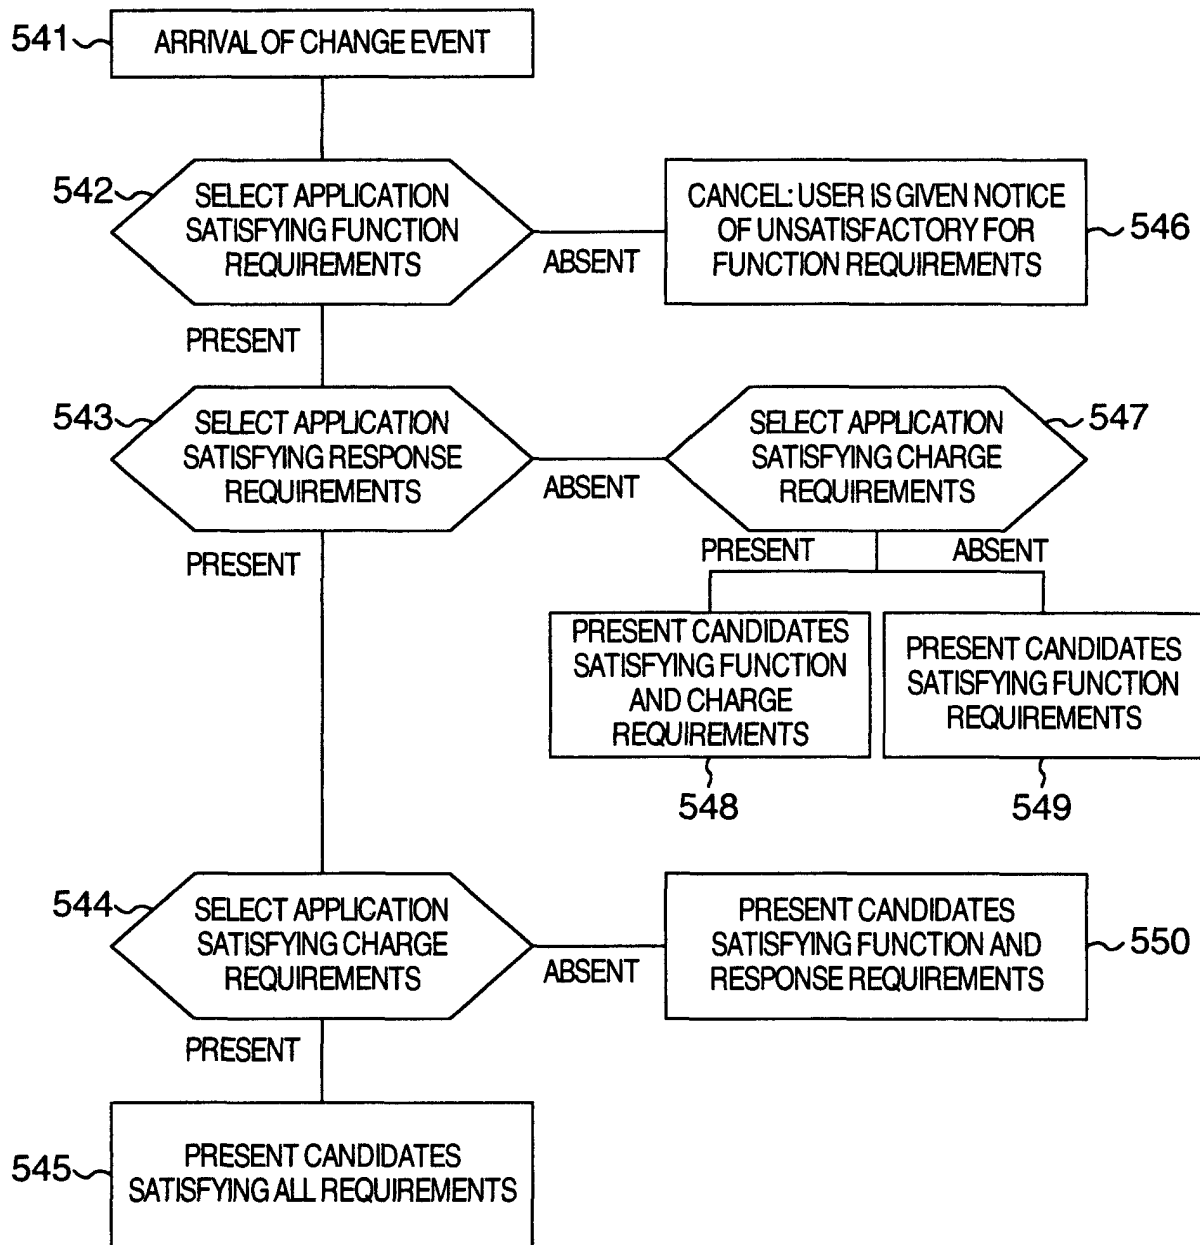 541
ARRIVAL OF CHANGE EVENT
542
SELECT APPLICATION
SATISFYING FUNCTION
REQUIREMENTS
ABSENT
CANCEL: USER IS GIVEN NOTICE
OF UNSATISFACTORY FOR
FUNCTION REQUIREMENTS
546
PRESENT
543
SELECT APPLICATION
SATISFYING RESPONSE
REQUIREMENTS
ABSENT
SELECT APPLICATION
SATISFYING CHARGE
REQUIREMENTS
547
PRESENT
PRESENT
ABSENT
PRESENT CANDIDATES
SATISFYING FUNCTION
AND CHARGE
REQUIREMENTS
548
PRESENT CANDIDATES
SATISFYING FUNCTION
REQUIREMENTS
549
544
SELECT APPLICATION
SATISFYING CHARGE
REQUIREMENTS
ABSENT
PRESENT CANDIDATES
SATISFYING FUNCTION AND
RESPONSE REQUIREMENTS
550
PRESENT
545
PRESENT CANDIDATES
SATISFYING ALL REQUIREMENTS